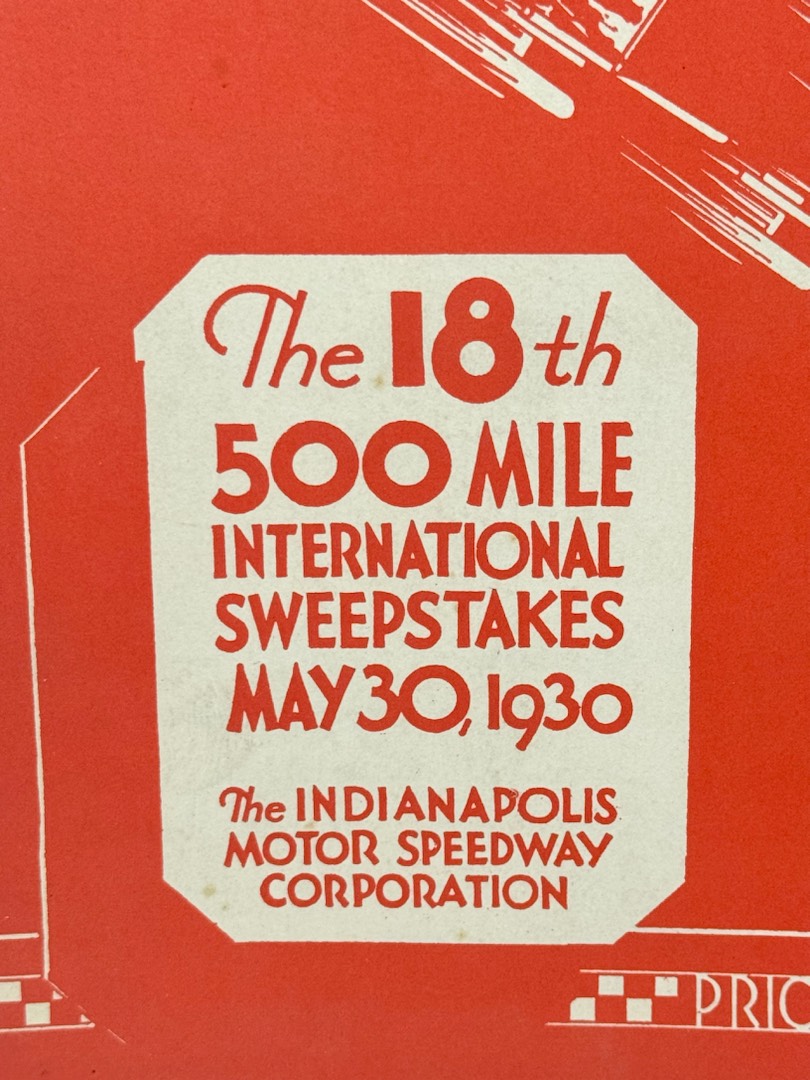 The 18th
500 MILE
INTERNATIONAL
SWEEPSTAKES
MAY 30, 1930
The INDIANAPOLIS
MOTOR SPEEDWAY
CORPORATION